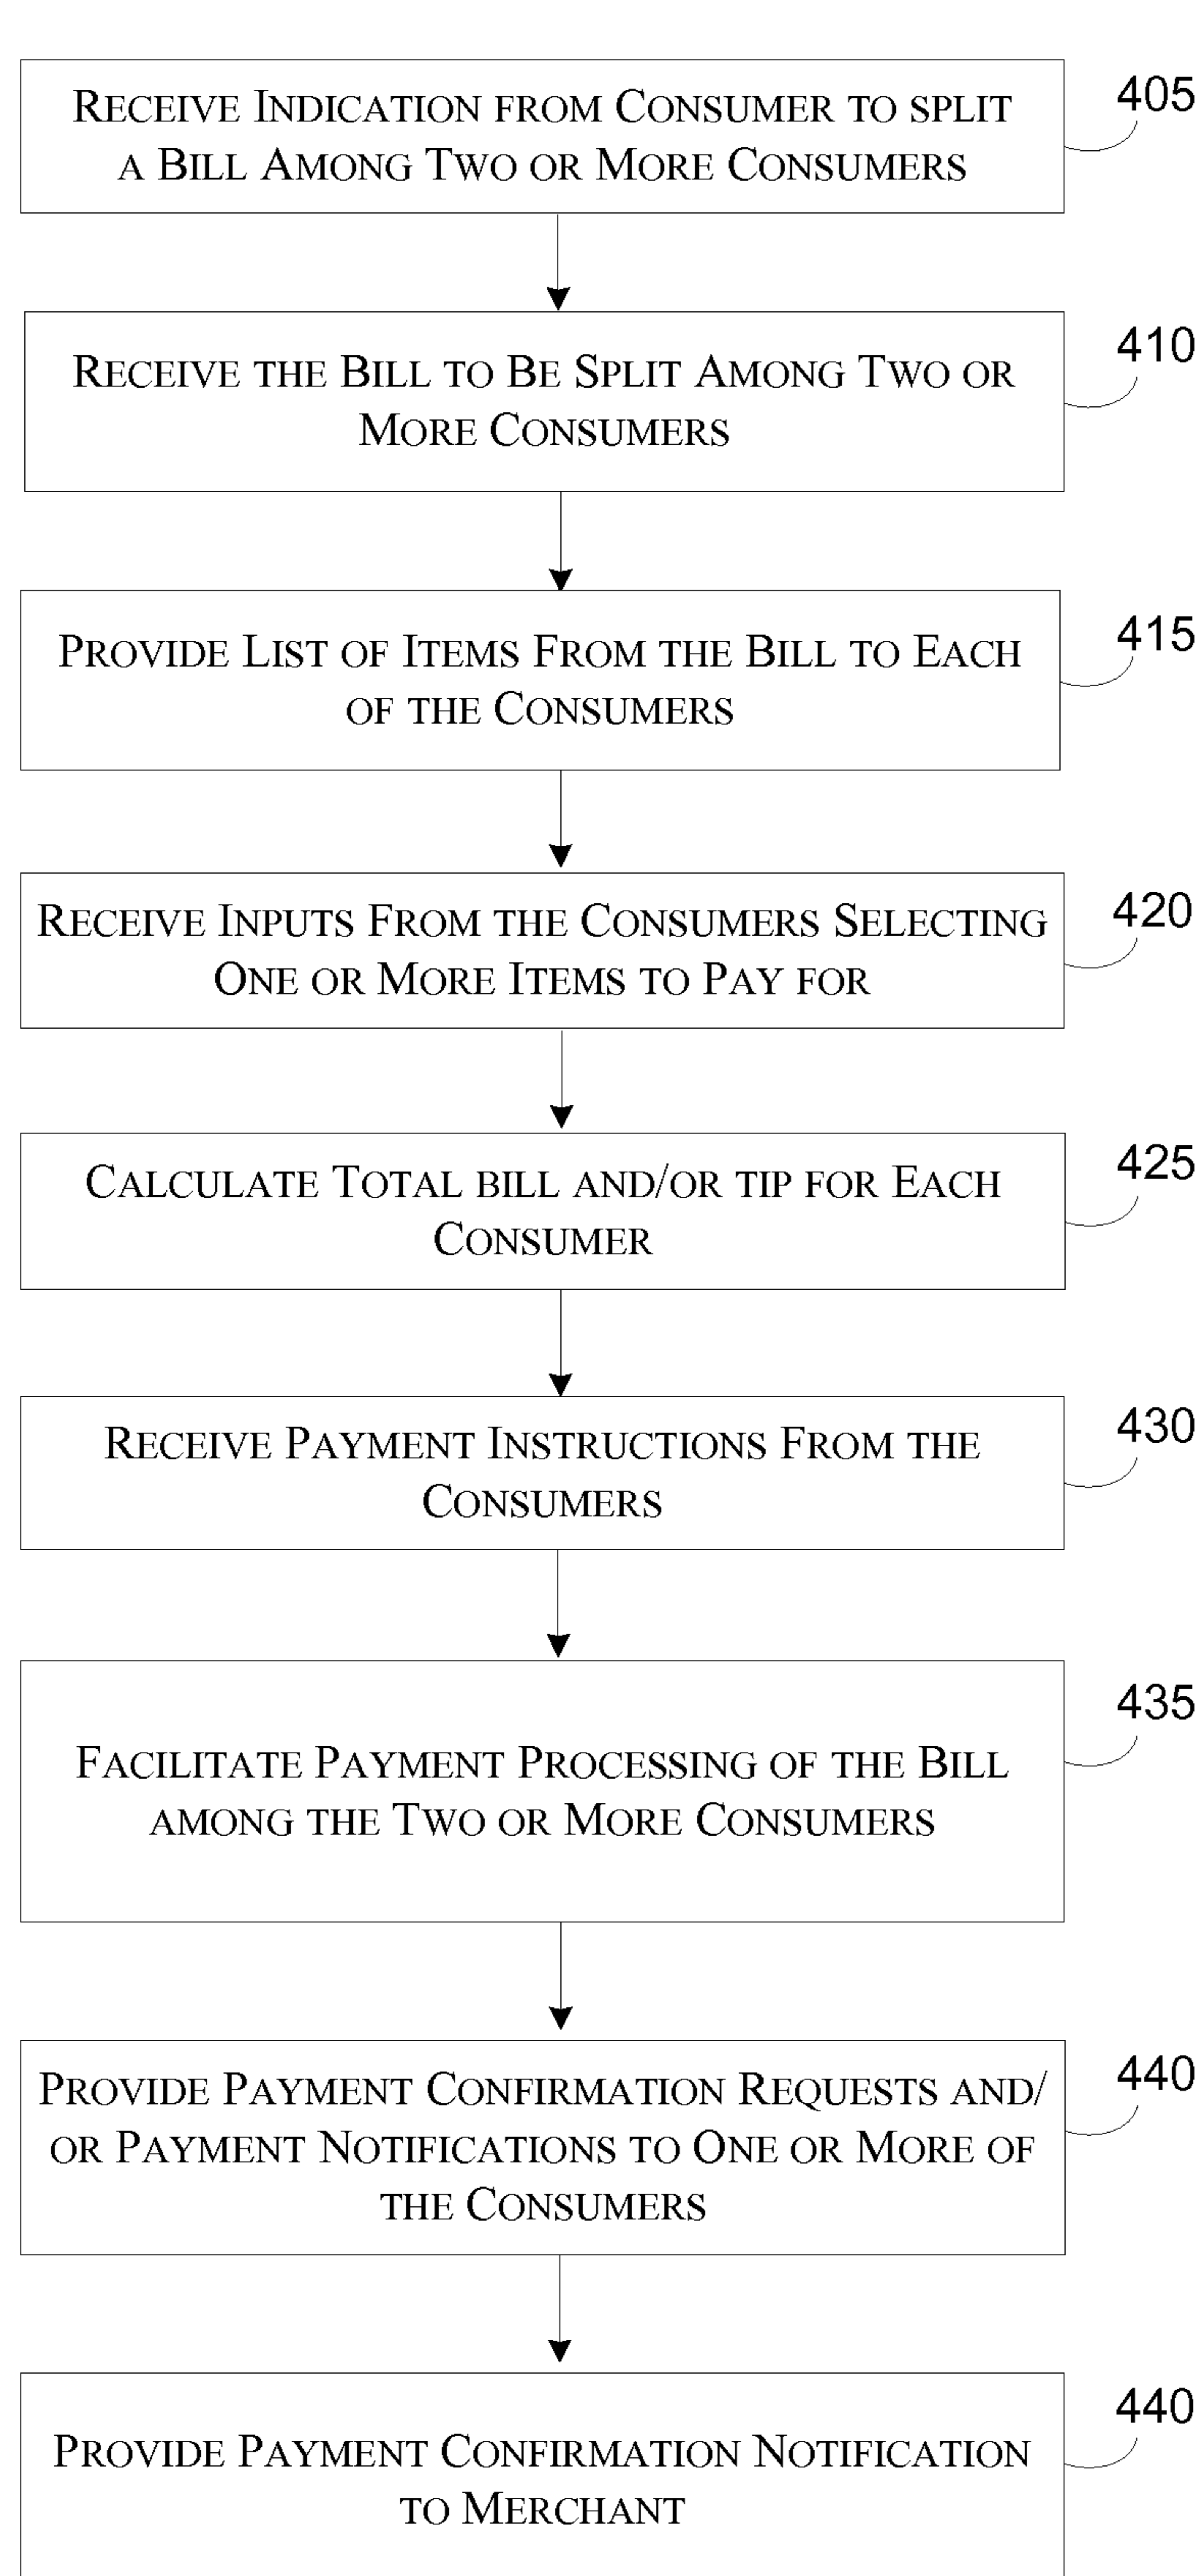 RECEIVE INDICATION FROM CONSUMER TO SPLIT
A BILL AMONG TWO OR MORE CONSUMERS
405
RECEIVE THE BILL TO BE SPLIT AMONG TWO OR
MORE CONSUMERS
410
PROVIDE LIST OF ITEMS FROM THE BILL TO EACH
OF THE CONSUMERS
415
RECEIVE INPUTS FROM THE CONSUMERS SELECTING
ONE OR MORE ITEMS TO PAY FOR
420
CALCULATE TOTAL BILL AND/OR TIP FOR EACH
CONSUMER
425
RECEIVE PAYMENT INSTRUCTIONS FROM THE
CONSUMERS
430
FACILITATE PAYMENT PROCESSING OF THE BILL
AMONG THE TWO OR MORE CONSUMERS
435
PROVIDE PAYMENT CONFIRMATION REQUESTS AND/
OR PAYMENT NOTIFICATIONS TO ONE OR MORE OF
THE CONSUMERS
440
PROVIDE PAYMENT CONFIRMATION NOTIFICATION
TO MERCHANT
440